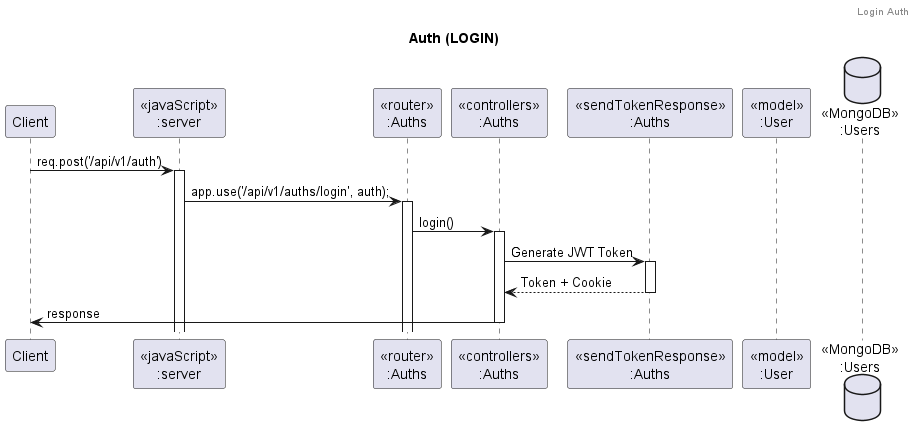 Login Auth
Auth (LOGIN)
Client
«javaScript»
:server
«router»
:Auths
«controllers»
:Auths
«sendTokenResponse»
:Auths
«model»
:User
«MongoDB»
:Users
req.post('/api/v1/auth')
app.use('/api/v1/auths/login', auth);
login()
Generate JWT Token
Token + Cookie
response
Client
«javaScript»
:server
«router»
:Auths
«controllers»
:Auths
«sendTokenResponse»
:Auths
«model»
:User
«MongoDB»
:Users